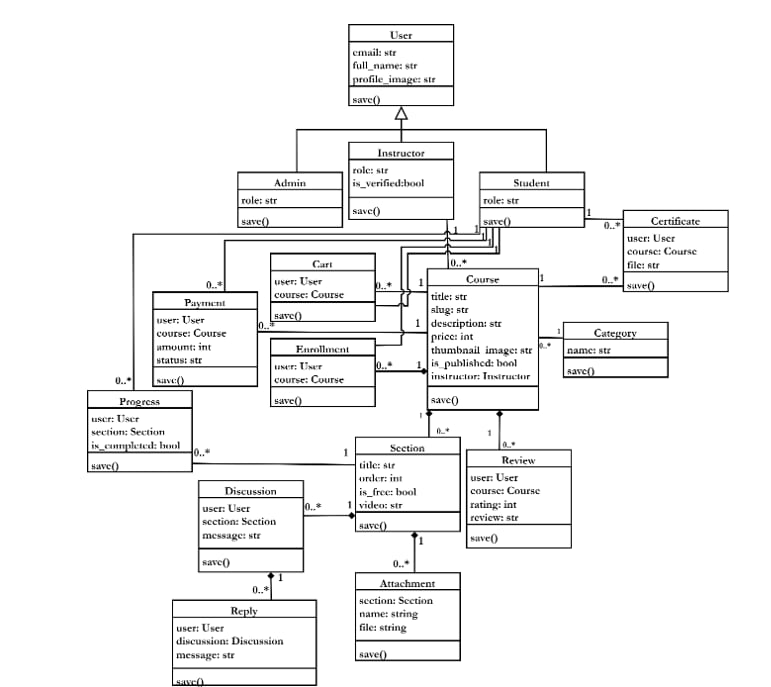 User
email: str
full_name: str
profile_image: str
save()
Instructor
role: str
is_verified:bool
save()
Admin
role: str
save()
Student
role: str
save()
1
0..*
Certificate
user: User
course: Course
file: str
save()
1
1
0..*
0..*
Cart
user: User
course: Course
save()
0..*
1
Course
title: str
slug: str
description: str
price: int
thumbnail_image: str
is_published: bool
instructor: Instructor
save()
1
0..*
0..*
Payment
user: User
course: Course
amount: int
status: str
save()
0..*
1
Category
name: str
save()
1
0..*
Enrollment
user: User
course: Course
save()
0..*
1
0..*
Progress
user: User
section: Section
is_completed: bool
save()
0..*
1
1
0..*
1
0..*
Section
title: str
order: int
is_free: bool
video: str
save()
Review
user: User
course: Course
rating: int
review: str
save()
Discussion
user: User
section: Section
message: str
save()
0..*
1
1
0..*
1
0..*
Attachment
section: Section
name: string
file: string
save()
Reply
user: User
discussion: Discussion
message: str
save()